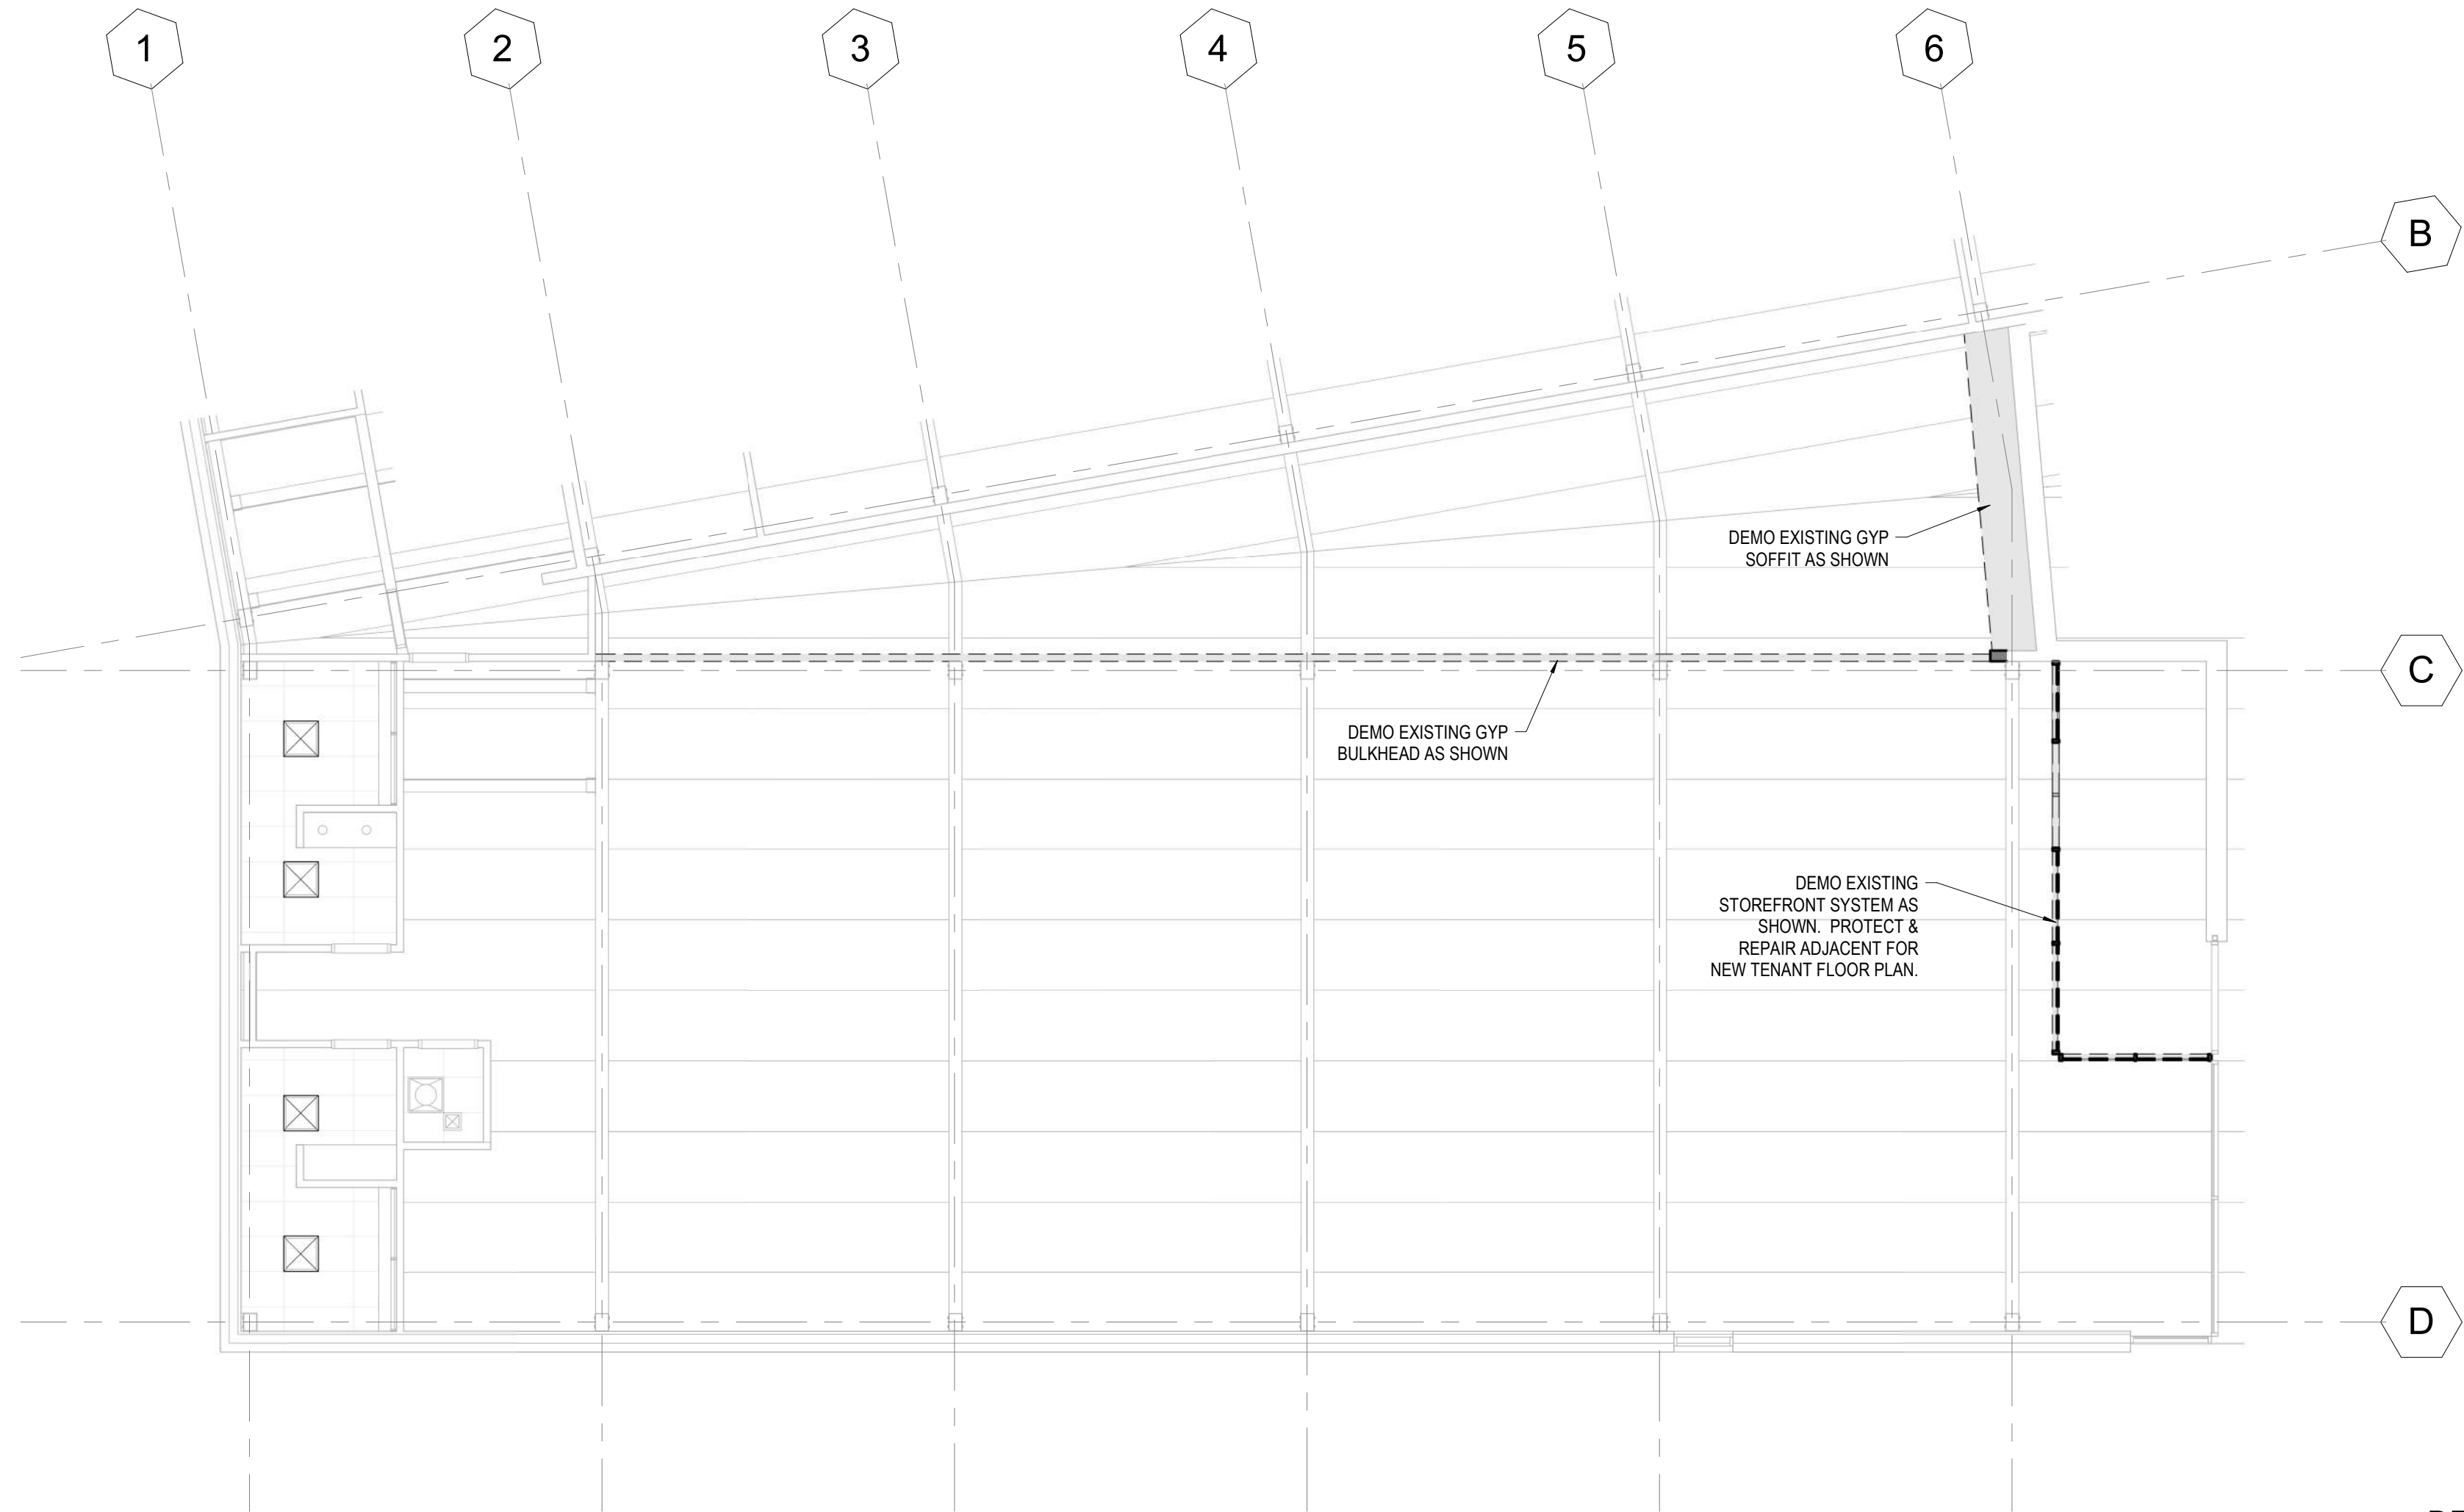 1
2
3
4
5
6
B
C
D
DEMO EXISTING GYP
SOFFIT AS SHOWN
DEMO EXISTING GYP
BULKHEAD AS SHOWN
DEMO EXISTING
STOREFRONT SYSTEM AS
SHOWN. PROTECT &
REPAIR ADJACENT FOR
NEW TENANT FLOOR PLAN.